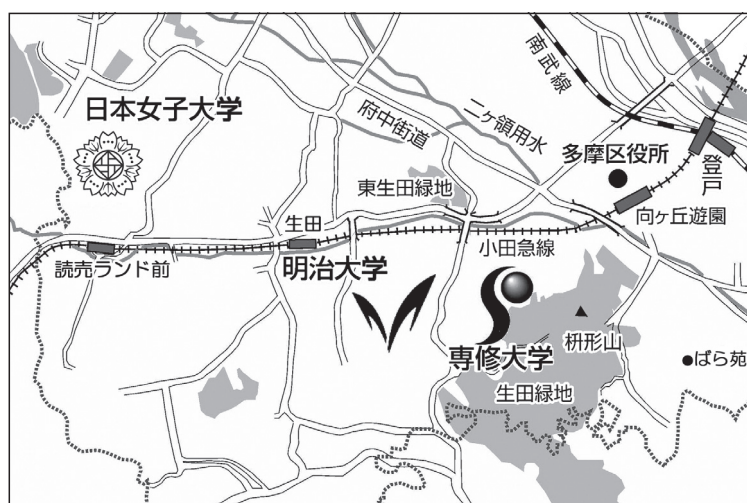 南武線
日本女子大学
府中街道
二ヶ領用水
多摩区役所
登戸
東生田緑地
向ヶ丘遊園
生田
小田急線
読売ランド前
明治大学
専修大学
枡形山
ばら苑
生田緑地